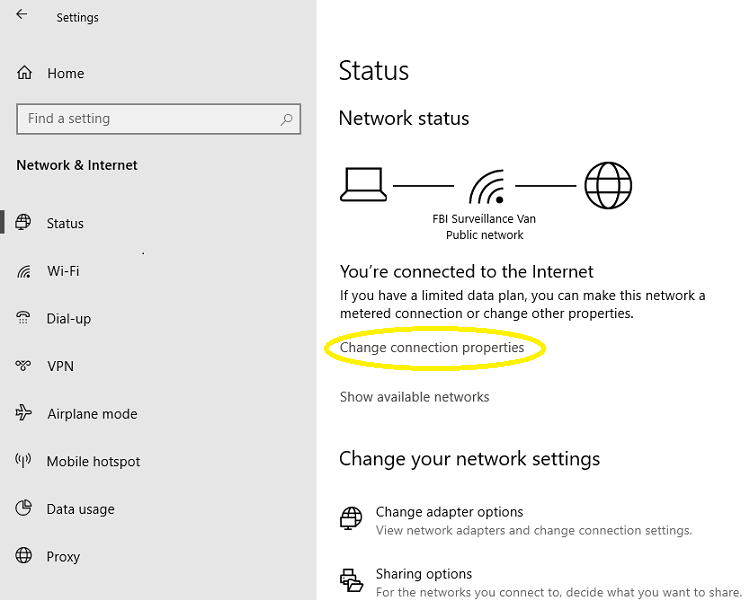 Settings
Home
Find a setting
Network & Internet
Status
Wi-Fi
Dial-up
VPN
Airplane mode
Mobile hotspot
Data usage
Proxy
Status
Network status
FBI Surveillance Van
Public network
You're connected to the Internet
If you have a limited data plan, you can make this network a
metered connection or change other properties.
Change connection properties
Show available networks
Change your network settings
Change adapter options
View network adapters and change connection settings.
Sharing options
For the networks you connect to, decide what you want to share.